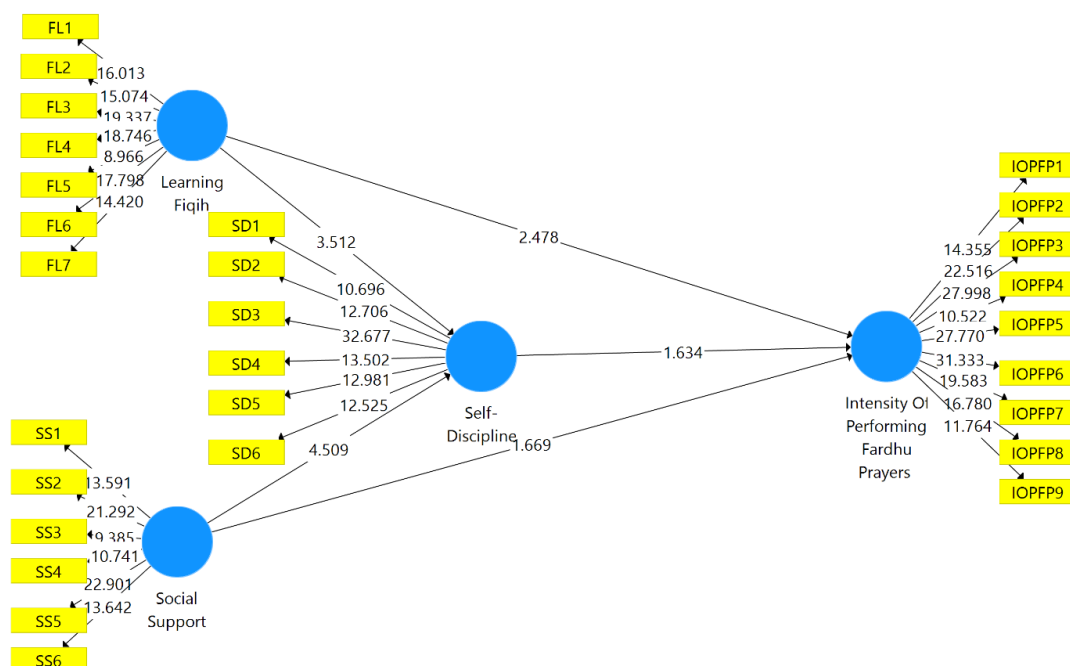 FL1
FL2
FL3
FL4
FL5
FL6
FL7
16.013
15.074
19.337
18.746
8.966
17.798
14.420
Learning
Fiqih
3.512
2.478
SD1
SD2
SD3
SD4
SD5
SD6
10.696
12.706
32.677
13.502
12.981
12.525
Self-
Discipline
4.509
1.634
1.669
SS1
SS2
SS3
SS4
SS5
SS6
13.591
21.292
9.385
10.741
22.901
13.642
Social
Support
IOPFP1
IOPFP2
IOPFP3
IOPFP4
IOPFP5
IOPFP6
IOPFP7
IOPFP8
IOPFP9
14.355
22.516
27.998
10.522
27.770
31.333
19.583
16.780
11.764
Intensity Of
Performing
Fardhu
Prayers